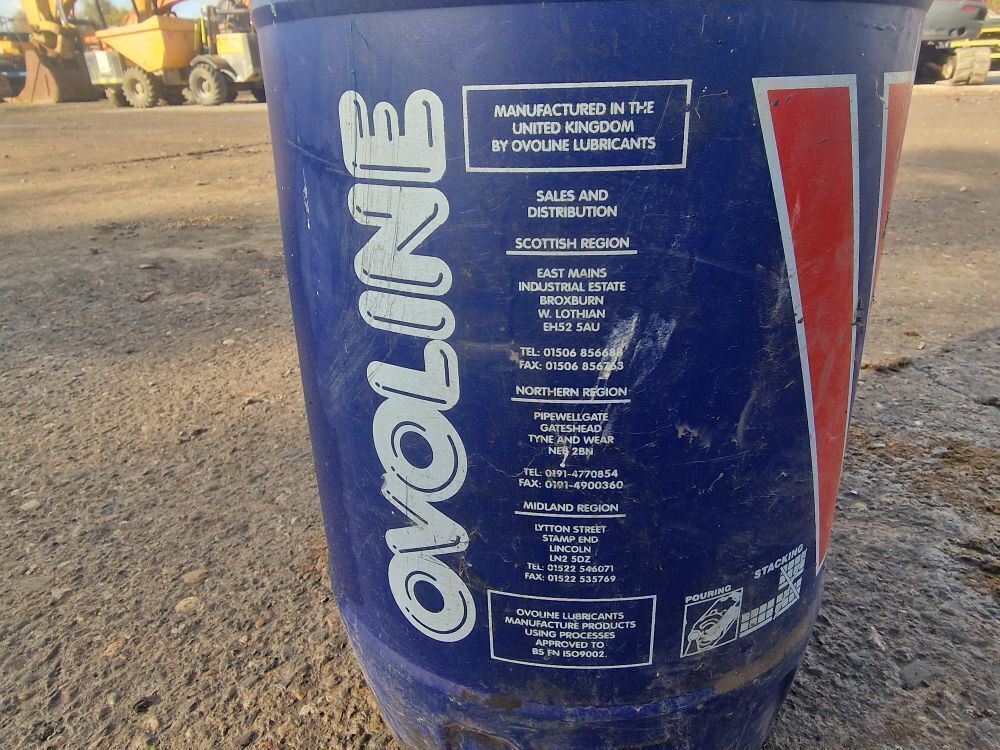 OVOLINE
MANUFACTURED IN THE
UNITED KINGDOM
BY OVOLINE LUBRICANTS
SALES AND
DISTRIBUTION
SCOTTISH REGION
EAST MAINS
INDUSTRIAL ESTATE
BROXBURN
W. LOTHIAN
EH52 5AU
TEL: 01506 856688
FAX: 01506 856763
NORTHERN REGION
PIPEWELLGATE
GATESHEAD
TYNE AND WEAR
NE8 2BN
TEL: 0191-4770854
FAX: 0191-4900360
MIDLAND REGION
LYTTON STREET
STAMP END
LINCOLN
LN2 5DZ
TEL: 01522 546071
FAX: 01522 535769
OVOLINE LUBRICANTS
MANUFACTURE PRODUCTS
USING PROCESSES
APPROVED TO
BS EN ISO9002.
POURING
STACKING